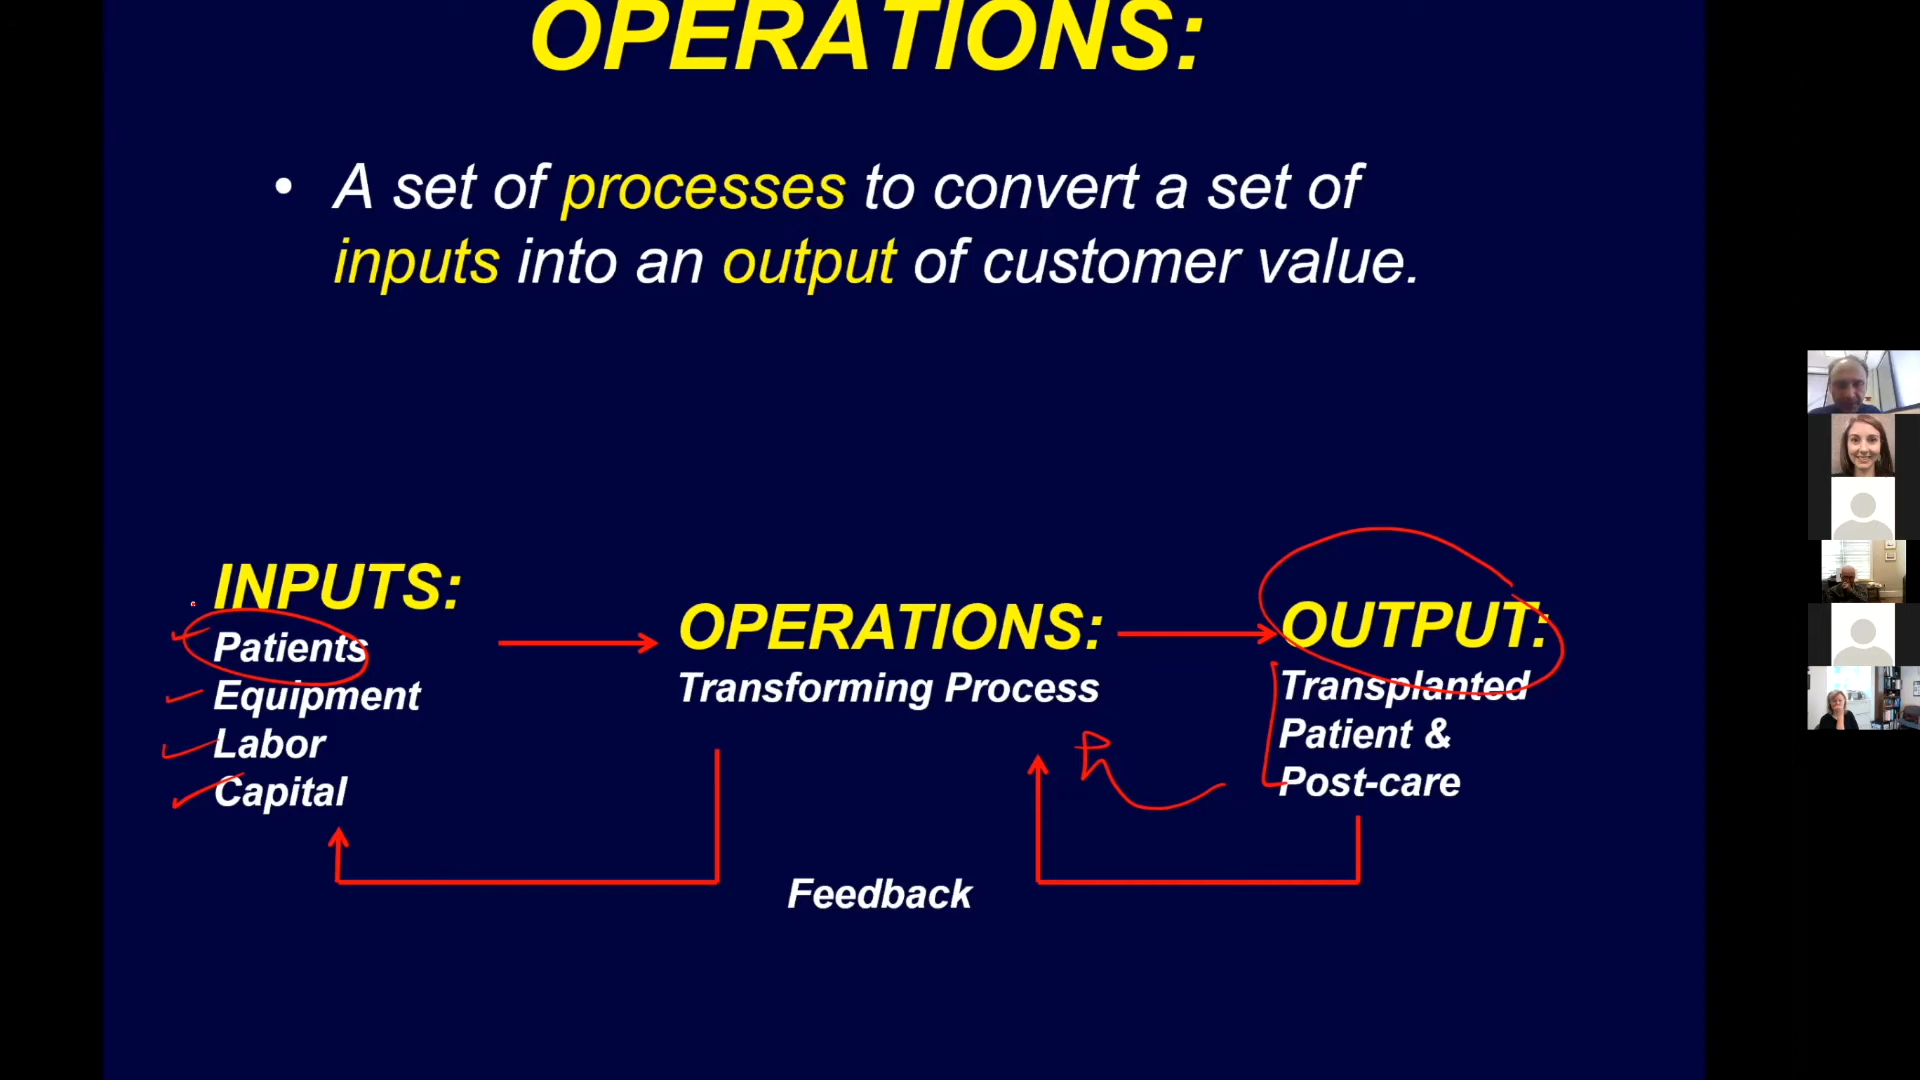 OPERATIONS:
• A set of processes to convert a set of
inputs into an output of customer value.
INPUTS:
Patients
Equipment
Labor
Capital
OPERATIONS:
Transforming Process
OUTPUT:
Transplanted
Patient &
Post-care
Feedback